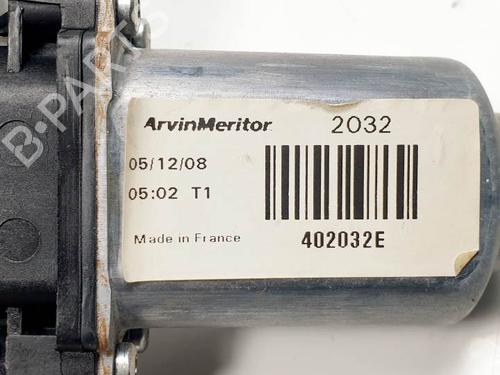 B-PARTS
ArvinMeritor 2032
05/12/08
05:02 T1
Made in France 402032E